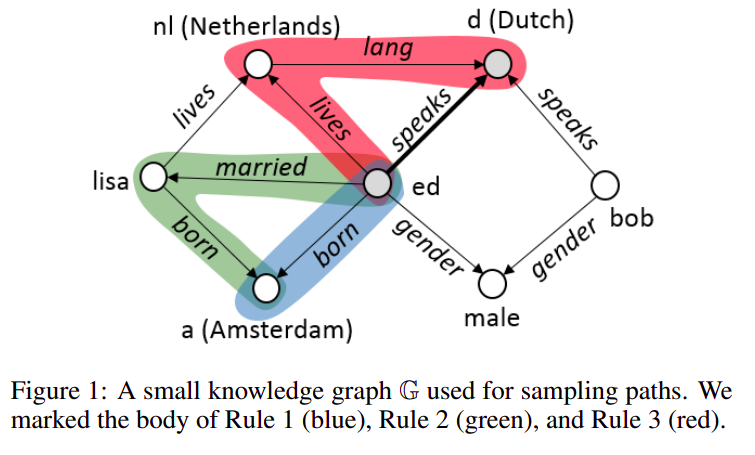 nl (Netherlands)
d (Dutch)
lang
lives
lives
speaks
speaks
lisa
married
ed
bob
born
born
gender
gender
a (Amsterdam)
male
Figure 1: A small knowledge graph 𝔾 used for sampling paths. We
marked the body of Rule 1 (blue), Rule 2 (green), and Rule 3 (red).